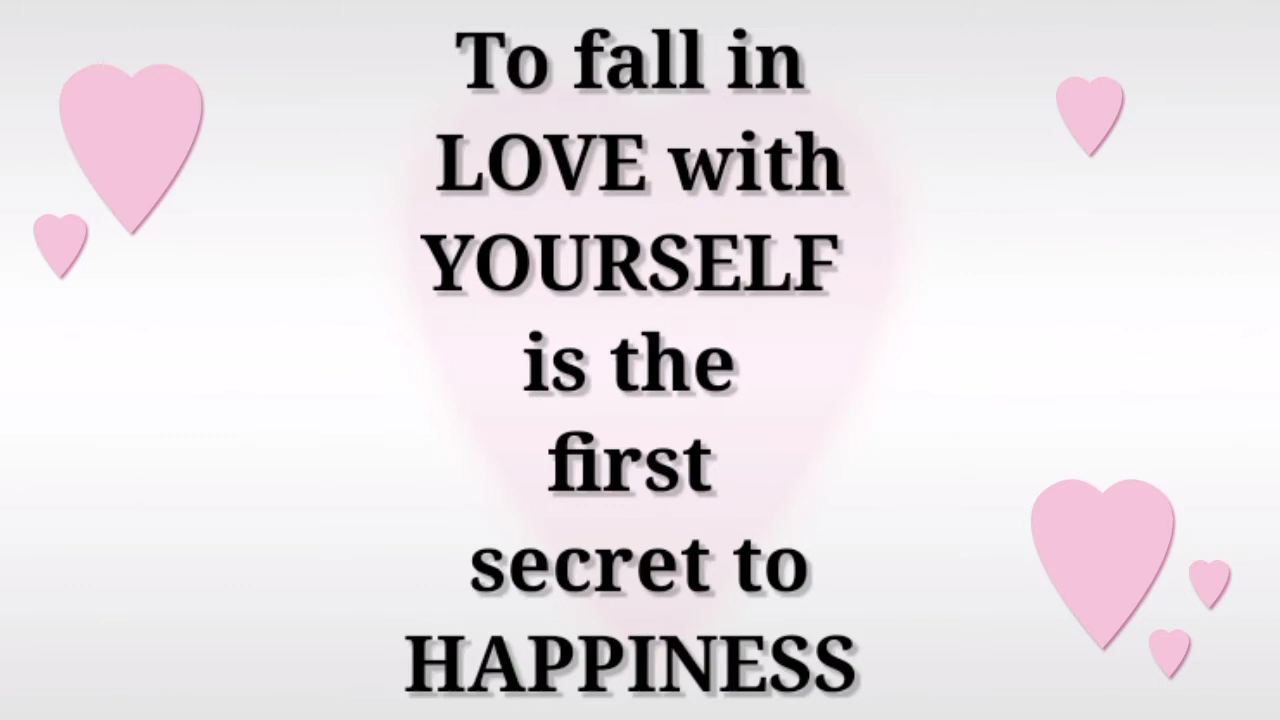 To fall in
LOVE with
YOURSELF
is the
first
secret to
HAPPINESS